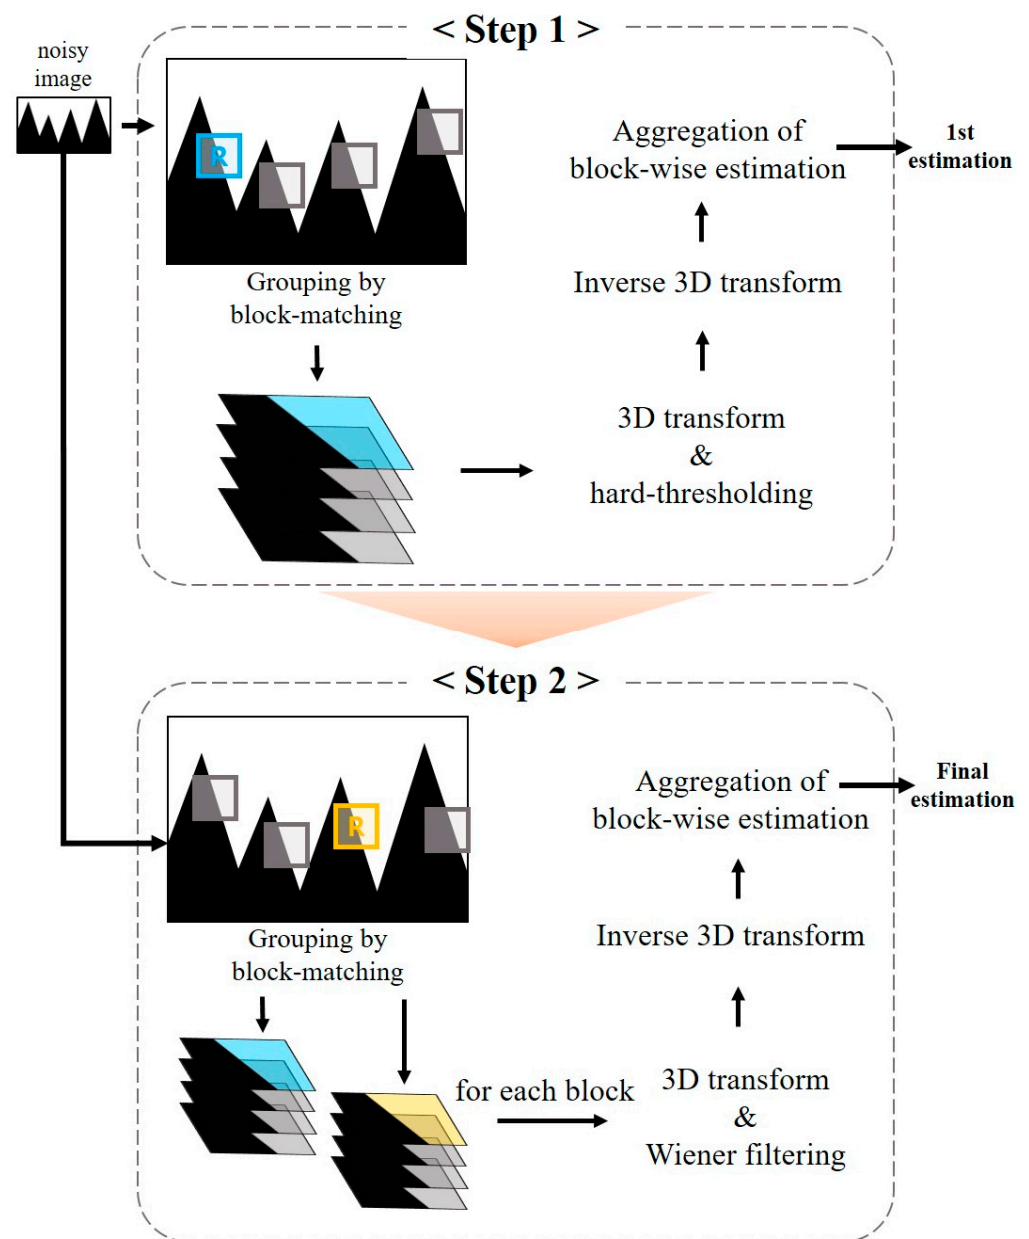 < Step 1 >
noisy
image
R
Grouping by
block-matching
3D transform
&
hard-thresholding
Inverse 3D transform
Aggregation of
block-wise estimation
1st
estimation
< Step 2 >
R
Grouping by
block-matching
for each block
3D transform
&
Wiener filtering
Inverse 3D transform
Aggregation of
block-wise estimation
Final
estimation